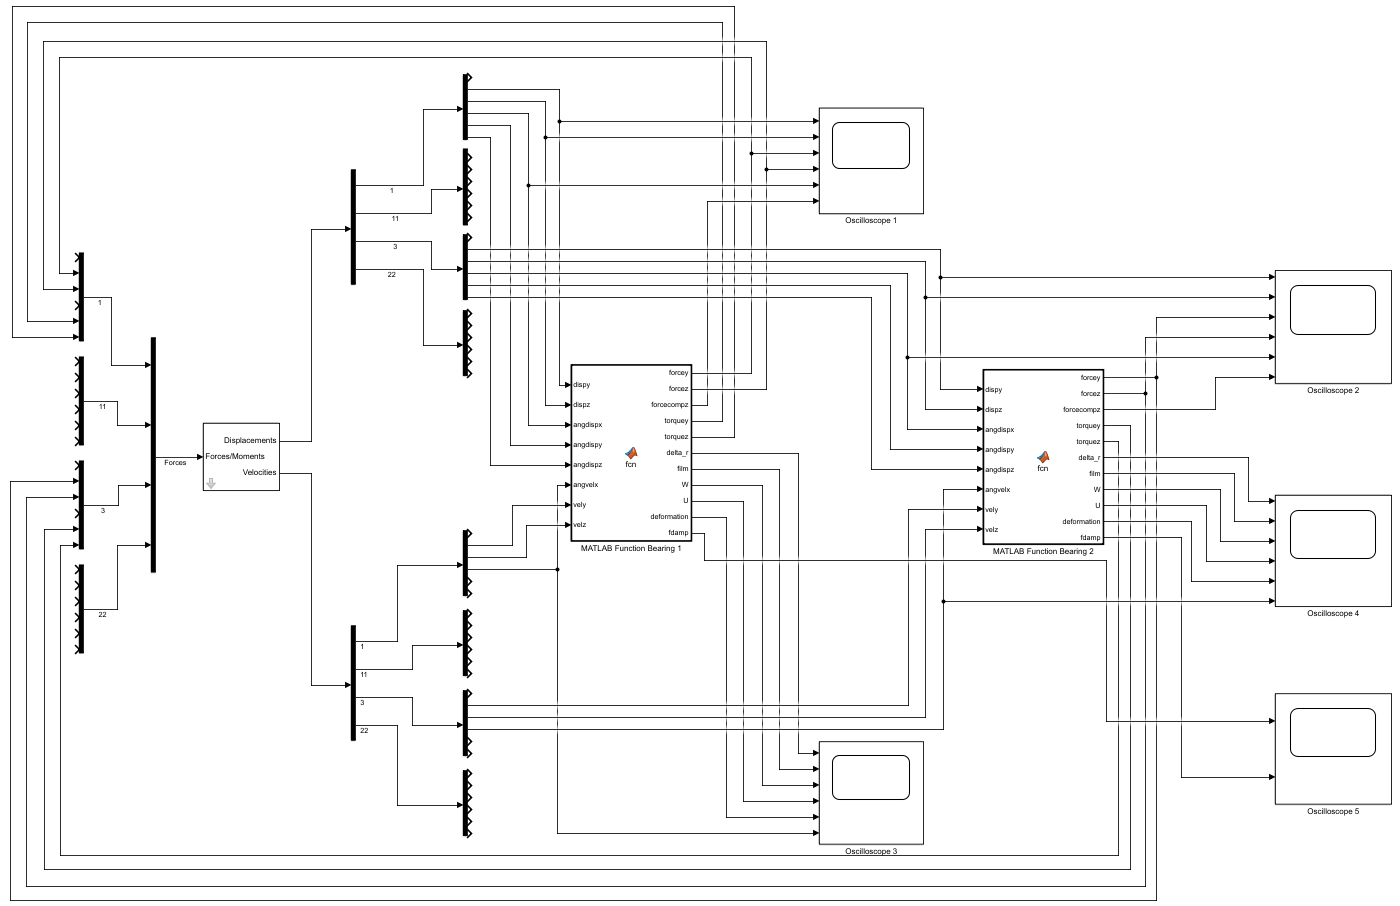 Oscilloscope 1
1
11
3
22
1
11
3
22
Forces
Displacements
Forces/Moments
Velocities
dispy
dispz
angdispx
angdispy
angdispz
angvelx
vely
velz
fcn
forcey
forcez
forcecompz
torquey
torquez
delta_r
film
W
U
deformation
fdamp
MATLAB Function Bearing 1
dispy
dispz
angdispx
angdispy
angdispz
angvelx
vely
velz
fcn
forcey
forcez
forcecompz
torquey
torquez
delta_r
film
W
U
deformation
fdamp
MATLAB Function Bearing 2
Oscilloscope 2
Oscilloscope 4
1
11
3
22
Oscilloscope 5
Oscilloscope 3